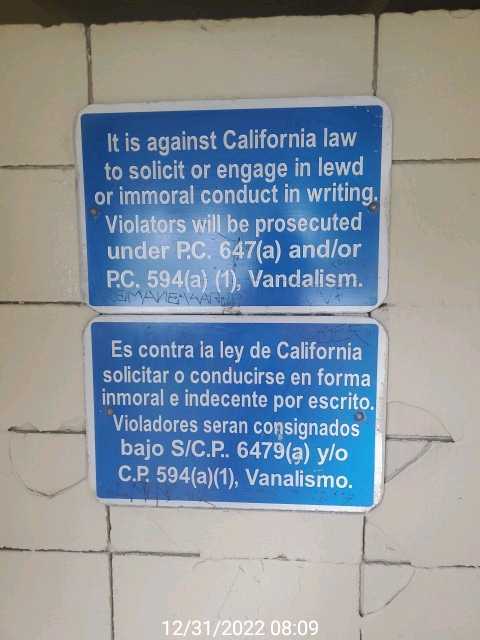 It is against California law
to solicit or engage in lewd
or immoral conduct in writing.
Violators will be prosecuted
under P.C. 647(a) and/or
P.C. 594(a) (1), Vandalism.
Es contra la ley de California
solicitar o conducirse en forma
inmoral e indecente por escrito.
Violadores seran consignados
bajo S/C.P.. 6479(a) y/o
C.P. 594(a)(1), Vanalismo.
12/31/2022 08:09